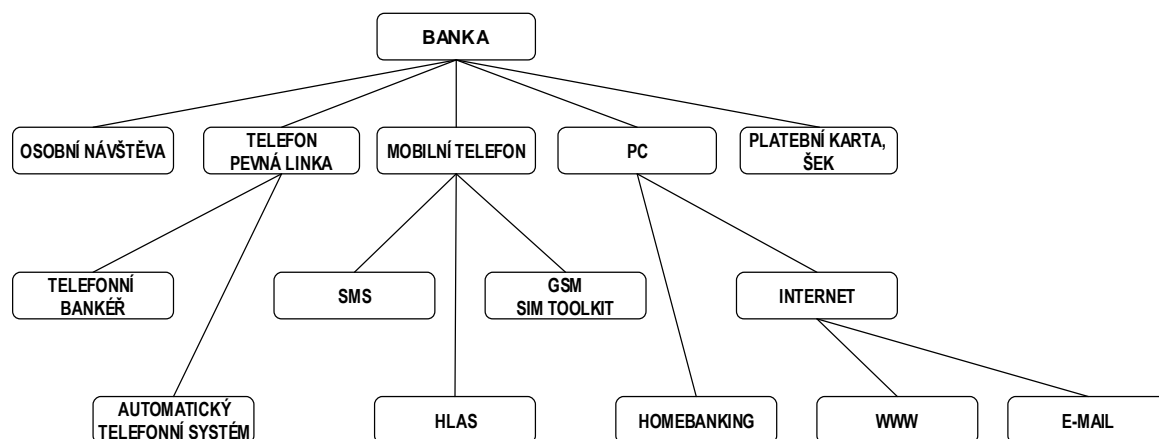 BANKA
OSOBNÍ NÁVŠTĚVA
TELEFON
PEVNÁ LINKA
MOBILNÍ TELEFON
PC
PLATEBNÍ KARTA,
ŠEK
TELEFONNÍ
BANKÉŘ
SMS
GSM
SIM TOOLKIT
INTERNET
AUTOMATICKÝ
TELEFONNÍ SYSTÉM
HLAS
HOMEBANKING
WWW
E-MAIL